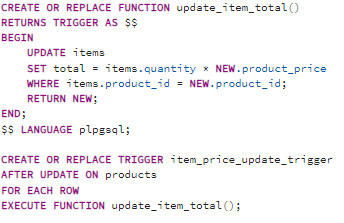 CREATE OR REPLACE FUNCTION update_item_total()
RETURNS TRIGGER AS $$
BEGIN
    UPDATE items
    SET total = items.quantity * NEW.product_price
    WHERE items.product_id = NEW.product_id;
    RETURN NEW;
END;
$$ LANGUAGE plpgsql;

CREATE OR REPLACE TRIGGER item_price_update_trigger
AFTER UPDATE ON products
FOR EACH ROW
EXECUTE FUNCTION update_item_total();